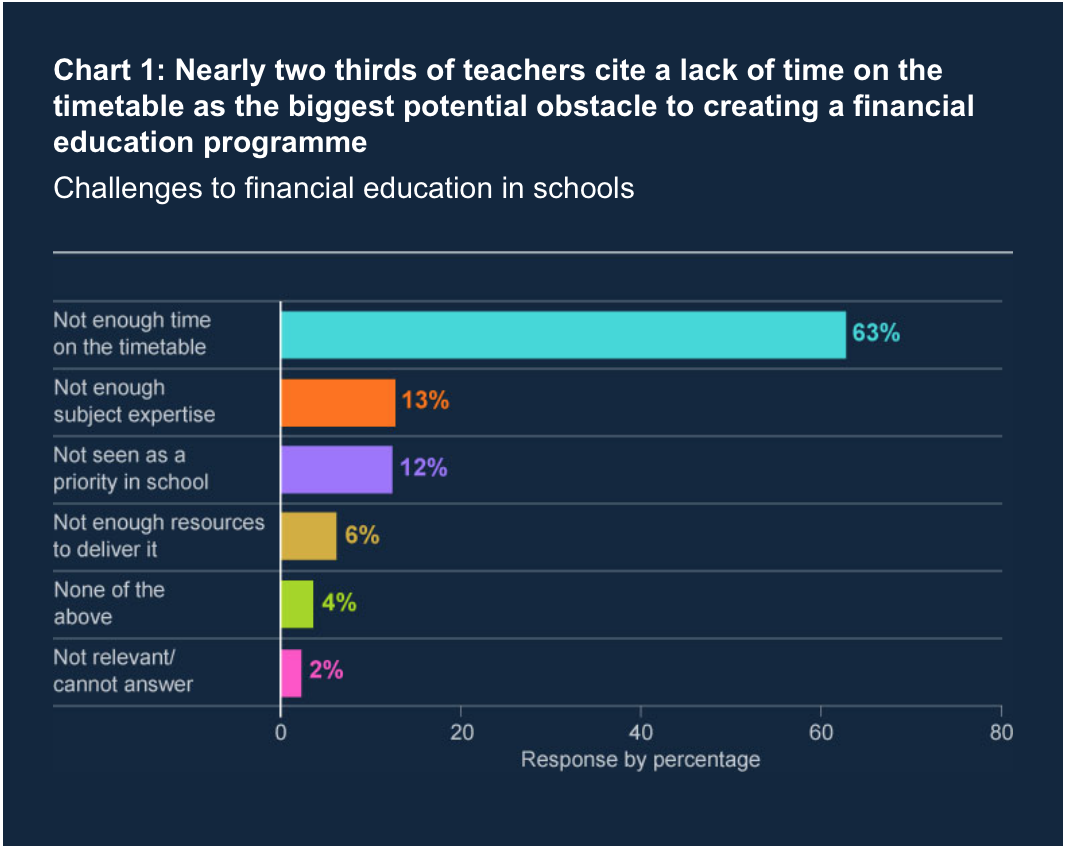 Chart 1: Nearly two thirds of teachers cite a lack of time on the
timetable as the biggest potential obstacle to creating a financial
education programme
Challenges to financial education in schools
Not enough time
on the timetable
63%
Not enough
subject expertise
13%
Not seen as a
priority in school
12%
Not enough resources
to deliver it
6%
None of the
above
4%
Not relevant/
cannot answer
2%
0 20 40 60 80
Response by percentage